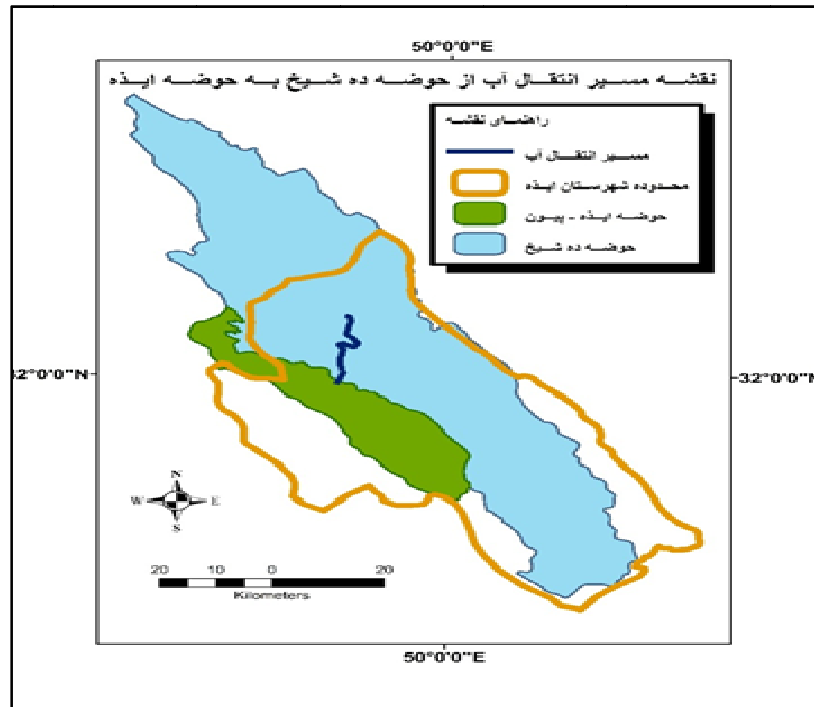 50°0'0"E
نقشه مسیر انتقال آب از حوضه ده شیخ به حوضه ایذه
راهنمای نقشه
مسیر انتقال آب
محدوده شهرستان ایذه
حوضه ایذه - پیون
حوضه ده شیخ
32°0'0"N
32°0'0"N
N
W E
S
20 10 0 20
Kilometers
50°0'0"E